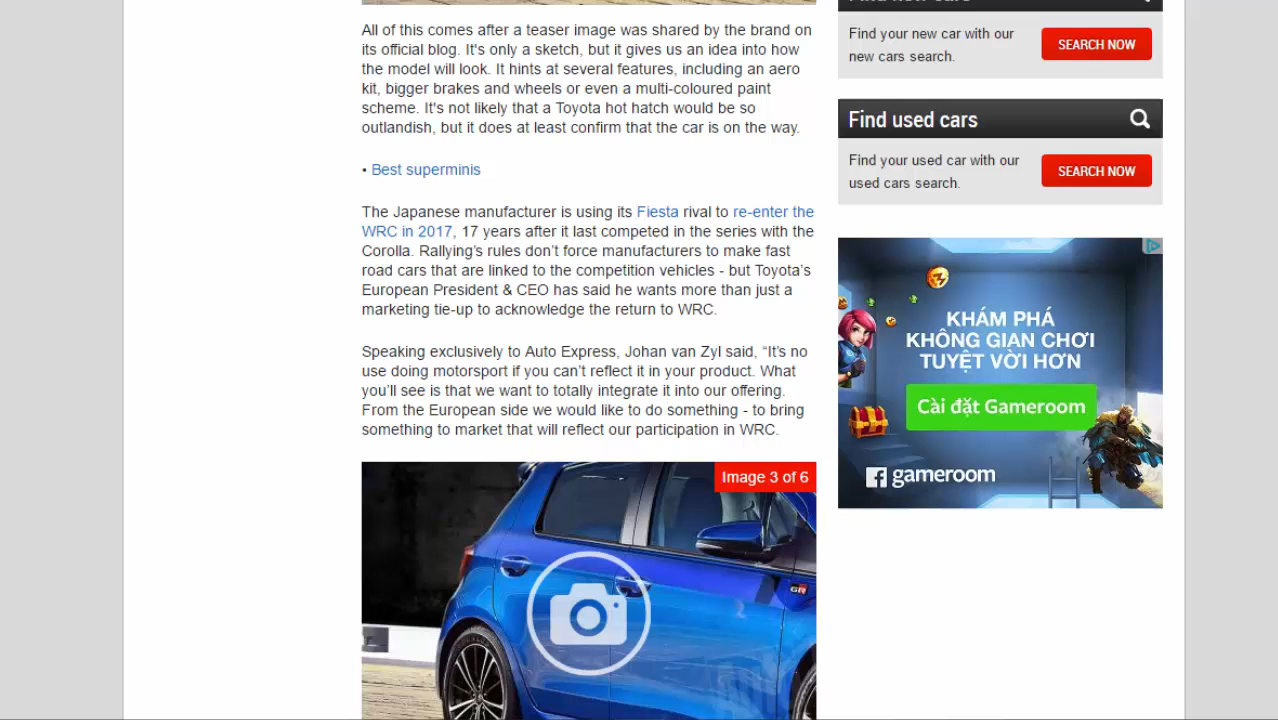 All of this comes after a teaser image was shared by the brand on
its official blog. It's only a sketch, but it gives us an idea into how
the model will look. It hints at several features, including an aero
kit, bigger brakes and wheels or even a multi-coloured paint
scheme. It's not likely that a Toyota hot hatch would be so
outlandish, but it does at least confirm that the car is on the way.
• Best superminis
The Japanese manufacturer is using its Fiesta rival to re-enter the
WRC in 2017, 17 years after it last competed in the series with the
Corolla. Rallying’s rules don’t force manufacturers to make fast
road cars that are linked to the competition vehicles - but Toyota’s
European President & CEO has said he wants more than just a
marketing tie-up to acknowledge the return to WRC.
Speaking exclusively to Auto Express, Johan van Zyl said, “It’s no
use doing motorsport if you can’t reflect it in your product. What
you’ll see is that we want to totally integrate it into our offering.
From the European side we would like to do something - to bring
something to market that will reflect our participation in WRC.
Image 3 of 6
GR
Find your new car with our
new cars search.
SEARCH NOW
Find used cars
Find your used car with our
used cars search.
SEARCH NOW
KHÁM PHÁ
KHÔNG GIAN CHƠI
TUYỆT VỜI HƠN
Cài đặt Gameroom
gameroom